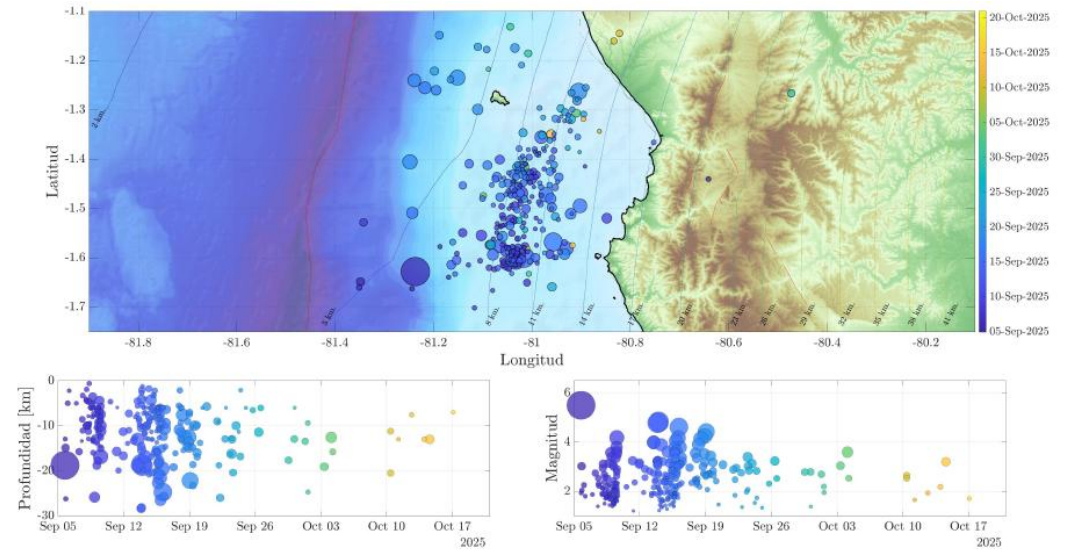 -1.1
-1.2
-1.3
-1.4
-1.5
-1.6
-1.7
Latitud
2 km.
5 km.
8 km.
11 km.
14 km.
20 km.
23 km.
26 km.
32 km.
35 km.
38 km.
41 km.
-81.8
-81.6
-81.4
-81.2
-81
-80.8
-80.6
-80.4
-80.2
Longitud
20-Oct-2025
15-Oct-2025
10-Oct-2025
05-Oct-2025
30-Sep-2025
25-Sep-2025
20-Sep-2025
15-Sep-2025
10-Sep-2025
05-Sep-2025
Profundidad [km]
0
-10
-20
-30
Sep 05
Sep 12
Sep 19
Sep 26
Oct 03
Oct 10
Oct 17
2025
Magnitud
6
4
2
Sep 05
Sep 12
Sep 19
Sep 26
Oct 03
Oct 10
Oct 17
2025